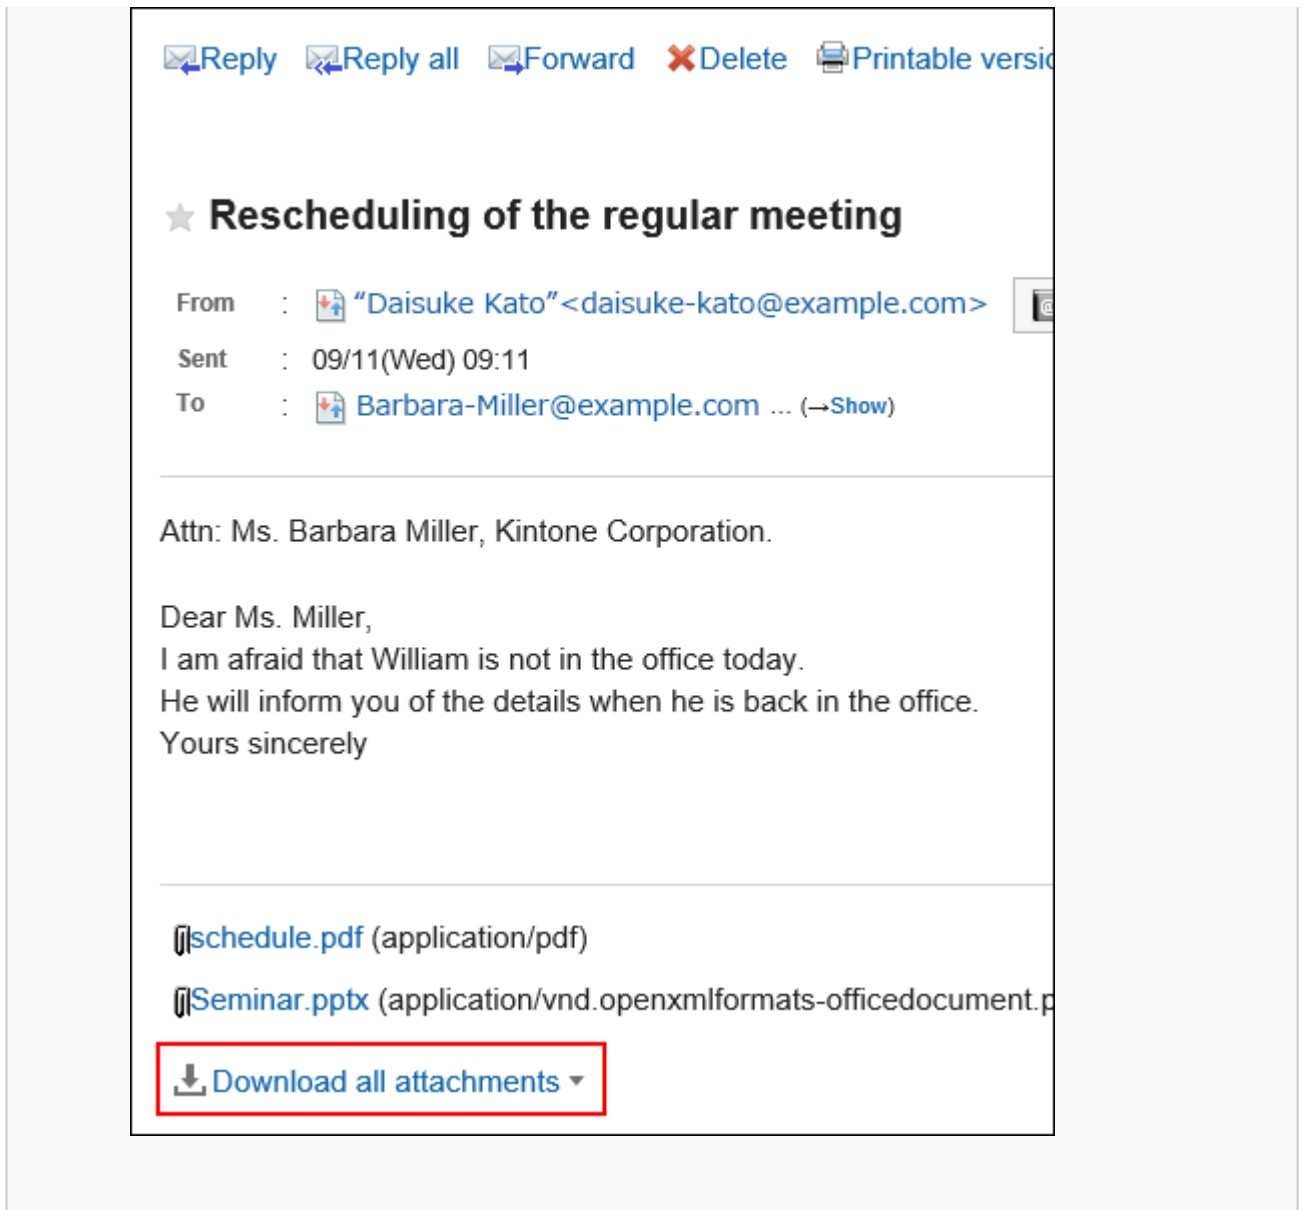 Reply Reply all Forward Delete Printable versio
Rescheduling of the regular meeting
From : “Daisuke Kato”<daisuke-kato@example.com>
Sent : 09/11(Wed) 09:11
To : Barbara-Miller@example.com ... (→Show)
Attn: Ms. Barbara Miller, Kintone Corporation.
Dear Ms. Miller,
I am afraid that William is not in the office today.
He will inform you of the details when he is back in the office.
Yours sincerely
schedule.pdf (application/pdf)
Seminar.pptx (application/vnd.openxmlformats-officedocument.p
Download all attachments